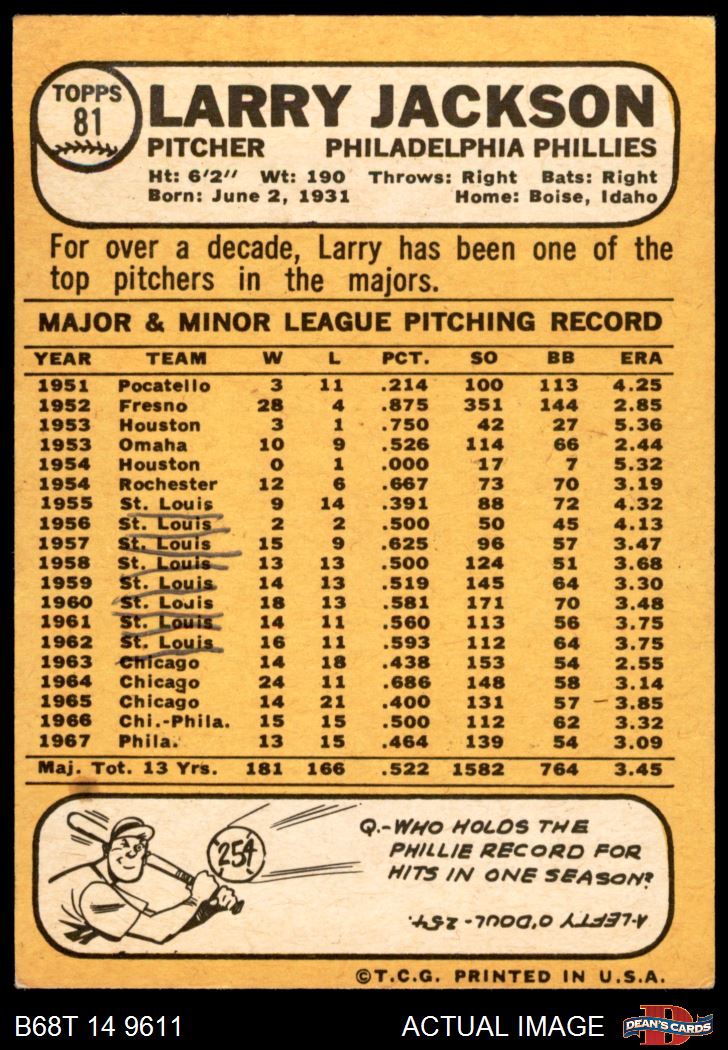 TOPPS
81
LARRY JACKSON
PITCHER PHILADELPHIA PHILLIES
Ht: 6'2" Wt: 190 Throws: Right Bats: Right
Born: June 2, 1931 Home: Boise, Idaho
For over a decade, Larry has been one of the
top pitchers in the majors.
MAJOR & MINOR LEAGUE PITCHING RECORD
YEAR TEAM W L PCT. SO BB ERA
1951 Pocatello 3 11 .214 100 113 4.25
1952 Fresno 28 4 .875 351 144 2.85
1953 Houston 3 1 .750 42 27 5.36
1953 Omaha 10 9 .526 114 66 2.44
1954 Houston 0 1 .000 17 7 5.32
1954 Rochester 12 6 .667 73 70 3.19
1955 St. Louis 9 14 .391 88 72 4.32
1956 St. Louis 2 2 .500 50 45 4.13
1957 St. Louis 15 9 .625 96 57 3.47
1958 St. Louis 13 13 .500 124 51 3.68
1959 St. Louis 14 13 .519 145 64 3.30
1960 St. Louis 18 13 .581 171 70 3.48
1961 St. Louis 14 11 .560 113 56 3.75
1962 St. Louis 16 11 .593 112 64 3.75
1963 Chicago 14 18 .438 153 54 2.55
1964 Chicago 24 11 .686 148 58 3.14
1965 Chicago 14 21 .400 131 57 3.85
1966 Chi.-Phila. 15 15 .500 112 62 3.32
1967 Phila. 13 15 .464 139 54 3.09
Maj. Tot. 13 Yrs. 181 166 .522 1582 764 3.45
254
Q.-WHO HOLDS THE
PHILLIE RECORD FOR
HITS IN ONE SEASON?
A-LEFTY O'DOUL-254.
©T.C.G. PRINTED IN U.S.A.
B68T 14 9611 ACTUAL IMAGE
D
DEAN'S CARDS